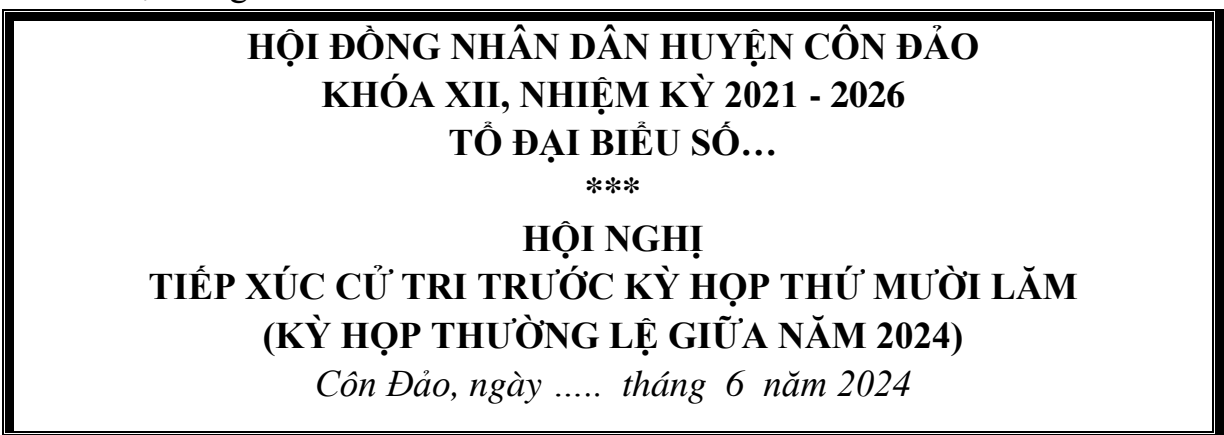 HỘI ĐỒNG NHÂN DÂN HUYỆN CÔN ĐẢO
KHÓA XII, NHIỆM KỲ 2021 - 2026
TỔ ĐẠI BIỂU SỐ…
***
HỘI NGHỊ
TIẾP XÚC CỬ TRI TRƯỚC KỲ HỌP THỨ MƯỜI LĂM
(KỲ HỌP THƯỜNG LỆ GIỮA NĂM 2024)
Côn Đảo, ngày ….. tháng 6 năm 2024